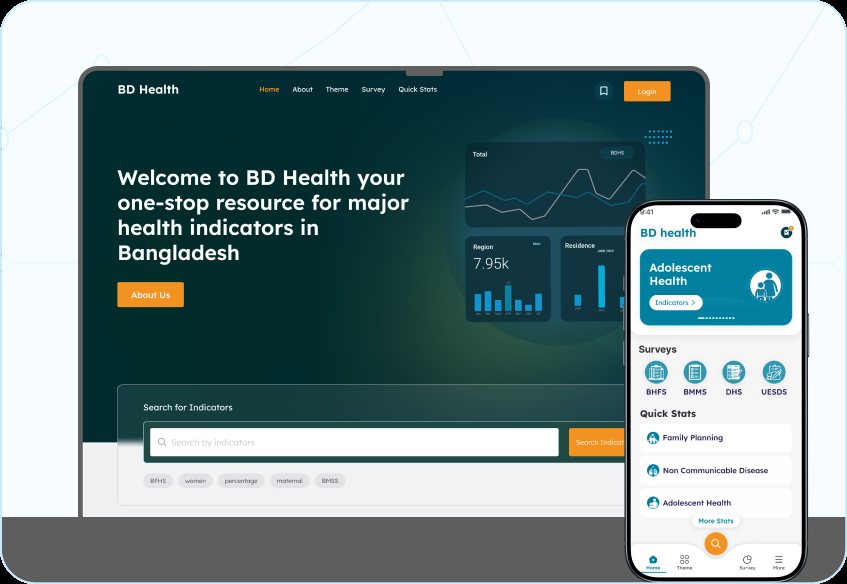 BD Health
Home About Theme Survey Quick Stats
Login
Welcome to BD Health your
one-stop resource for major
health indicators in
Bangladesh
About Us
Total
BDHS
Region
7.95k
Residence
Search for Indicators
Search by indicators
Search Indicat
BFHS women percentage maternal BMSS
9:41
BD health
Adolescent
Health
Indicators >
Surveys
BHFS BMMS DHS UESDS
Quick Stats
Family Planning
Non Communicable Disease
Adolescent Health
More Stats
Home Theme Survey More